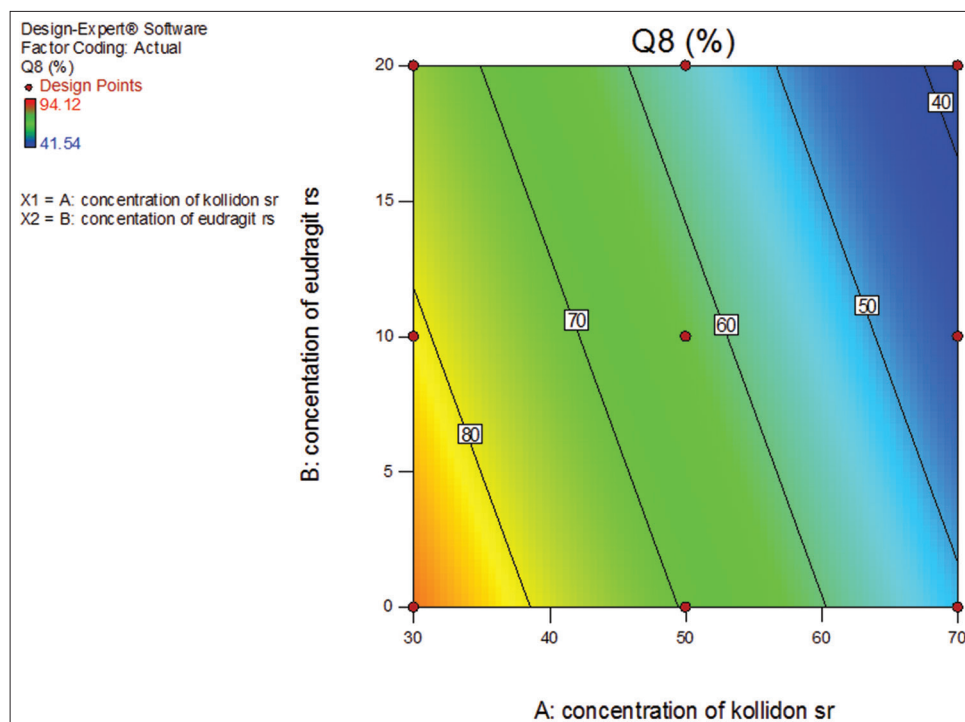 Design-Expert® Software
Factor Coding: Actual
Q8 (%)
Design Points
94.12
41.54
X1 = A: concentration of kollidon sr
X2 = B: concentation of eudragit rs
Q8 (%)
B: concentation of eudragit rs
20
15
10
5
0
40
50
60
70
80
30
40
50
60
70
A: concentration of kollidon sr